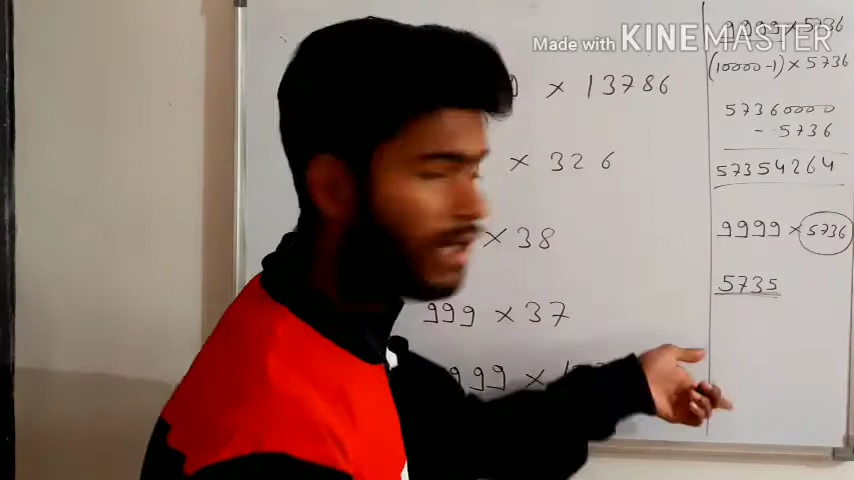 Made with KINEMASTER
× 13786
× 326
× 38
999 × 37
999 ×
9999 × 5736
(10000-1) × 5736
57360000
- 5736
57354264
9999 × 5736
5735